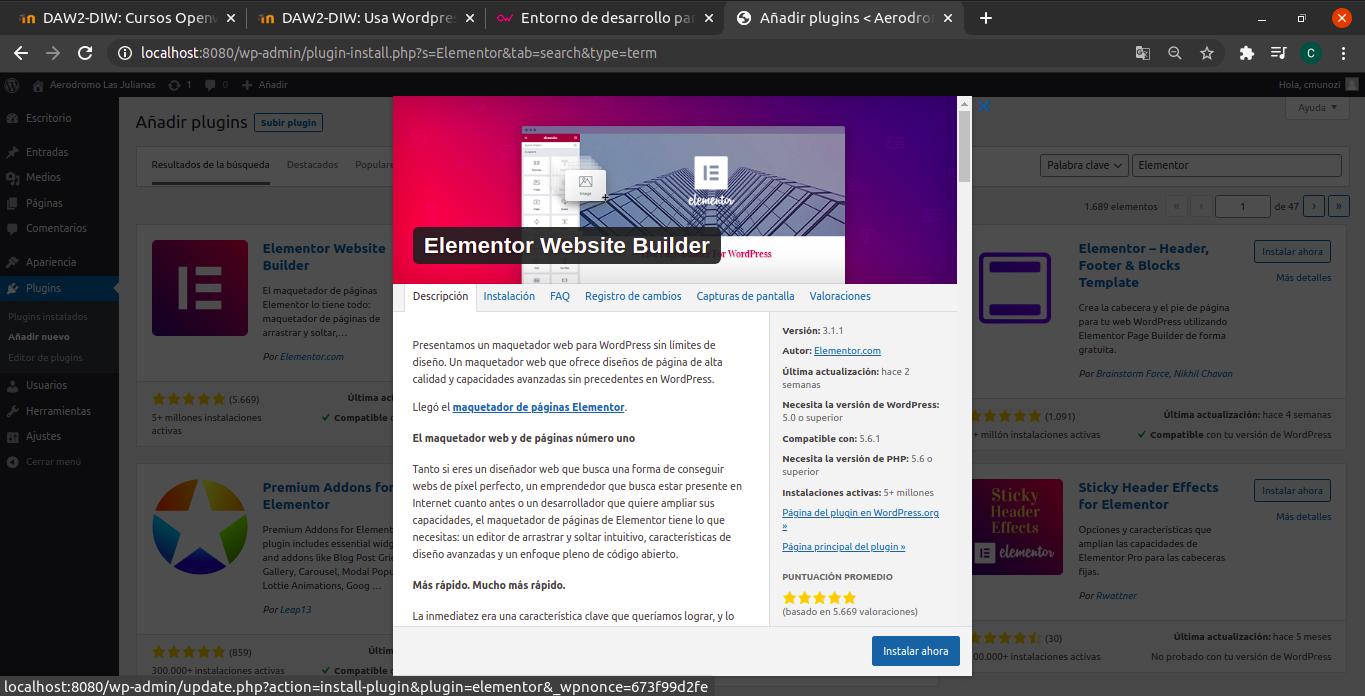 DAW2-DIW: Cursos Openw
DAW2-DIW: Usa Wordpres
Entorno de desarrollo par
Añadir plugins < Aerodrom
localhost:8080/wp-admin/plugin-install.php?s=Elementor&tab=search&type=term
C
Aerodromo Las Julianas
1
0
Añadir
Hola, cmunozi
Escritorio
Entradas
Medios
Páginas
Comentarios
Apariencia
Plugins
Plugins instalados
Añadir nuevo
Editor de plugins
Usuarios
Herramientas
Ajustes
Cerrar menú
Añadir plugins
Subir plugin
Ayuda
Resultados de la búsqueda
Destacados
Populare
Palabra clave
Elementor
1.689 elementos
«
‹
1
de 47
›
»
Elementor Website
Builder
El maquetador de páginas
Elementor lo tiene todo:
maquetador de páginas de
arrastrar y soltar,…
Por Elementor.com
(5.669)
5+ millones instalaciones
activas
Última ac
Compatible c
Premium Addons for
Elementor
Premium Addons for Element
plugin includes essential widg
and addons like Blog Post Gri
Gallery, Carousel, Modal Popu
Lottie Animations, Goog …
Por Leap13
(859)
300.000+ instalaciones activas
Últim
Compatible c
elementor
Image
elementor
For WordPress
Elementor Website Builder
Descripción
Instalación
FAQ
Registro de cambios
Capturas de pantalla
Valoraciones
Presentamos un maquetador web para WordPress sin límites de
diseño. Un maquetador web que ofrece diseños de página de alta
calidad y capacidades avanzadas sin precedentes en WordPress.
Llegó el maquetador de páginas Elementor.
El maquetador web y de páginas número uno
Tanto si eres un diseñador web que busca una forma de conseguir
webs de píxel perfecto, un emprendedor que busca estar presente en
Internet cuanto antes o un desarrollador que quiere ampliar sus
capacidades, el maquetador de páginas de Elementor tiene lo que
necesitas: un editor de arrastrar y soltar intuitivo, características de
diseño avanzadas y un enfoque pleno de código abierto.
Más rápido. Mucho más rápido.
La inmediatez era una característica clave que queríamos lograr, y lo
Versión: 3.1.1
Autor: Elementor.com
Última actualización: hace 2
semanas
Necesita la versión de WordPress:
5.0 o superior
Compatible con: 5.6.1
Necesita la versión de PHP: 5.6 o
superior
Instalaciones activas: 5+ millones
Página del plugin en WordPress.org
»
Página principal del plugin »
PUNTUACIÓN PROMEDIO
(basado en 5.669 valoraciones)
Instalar ahora
Elementor – Header,
Footer & Blocks
Template
Instalar ahora
Más detalles
Crea la cabecera y el pie de página
para tu web WordPress utilizando
Elementor Page Builder de forma
gratuita.
Por Brainstorm Force, Nikhil Chavan
(1.091)
+ millón instalaciones activas
Última actualización: hace 4 semanas
Compatible con tu versión de WordPress
Sticky
Header
Effects
elementor
Sticky Header Effects
for Elementor
Instalar ahora
Más detalles
Opciones y características que
amplían las capacidades de
Elementor Pro para las cabeceras
fijas.
Por Rwattner
(30)
00.000+ instalaciones activas
Última actualización: hace 5 meses
No probado con tu versión de WordPress
localhost:8080/wp-admin/update.php?action=install-plugin&plugin=elementor&_wpnonce=673f99d2fe